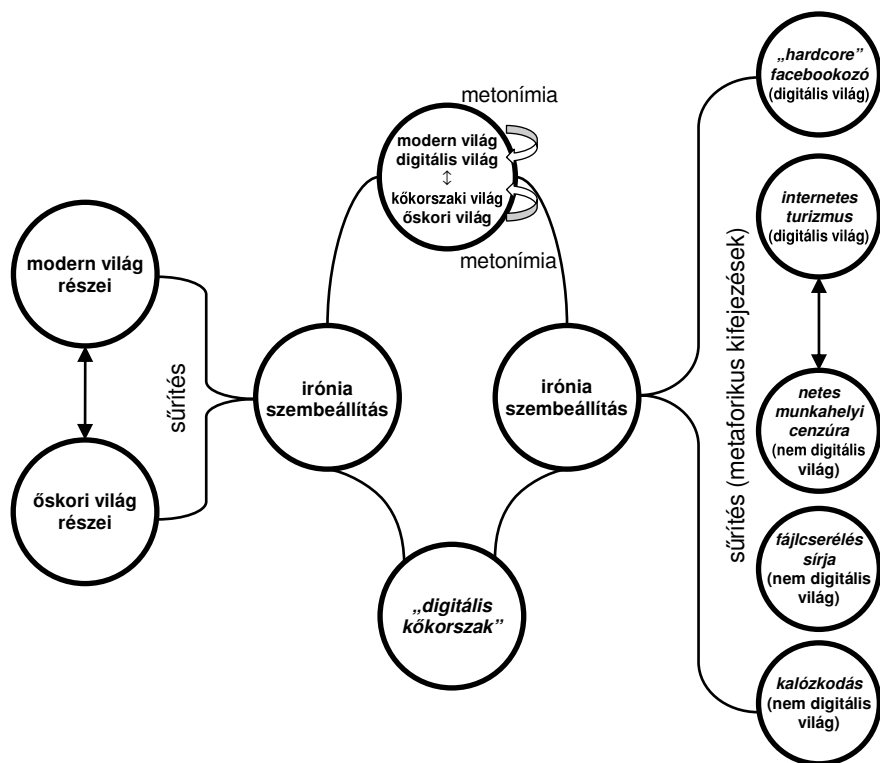 modern világ
részei
őskori világ
részei
sűrítés
irónia
szembeállítás
metonímia
modern világ
digitális világ
↕
kőkorszaki világ
őskori világ
metonímia
irónia
szembeállítás
„digitális
kőkorszak”
sűrítés (metaforikus kifejezések)
„hardcore”
facebookozó
(digitális világ)
internetes
turizmus
(digitális világ)
netes
munkahelyi
cenzúra
(nem digitális
világ)
fájlcserélés
sírja
(nem digitális
világ)
kalózkodás
(nem digitális
világ)